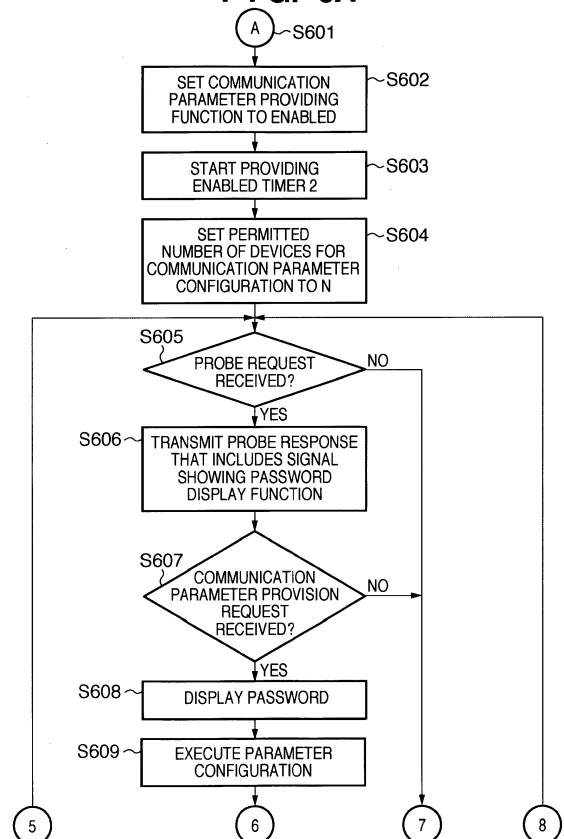 A
S601
SET COMMUNICATION
PARAMETER PROVIDING
FUNCTION TO ENABLED
S602
START PROVIDING
ENABLED TIMER 2
S603
SET PERMITTED
NUMBER OF DEVICES FOR
COMMUNICATION PARAMETER
CONFIGURATION TO N
S604
S605
PROBE REQUEST
RECEIVED?
NO
YES
S606
TRANSMIT PROBE RESPONSE
THAT INCLUDES SIGNAL
SHOWING PASSWORD
DISPLAY FUNCTION
S607
COMMUNICATION
PARAMETER PROVISION
REQUEST
RECEIVED?
NO
YES
S608
DISPLAY PASSWORD
S609
EXECUTE PARAMETER
CONFIGURATION
5
6
7
8